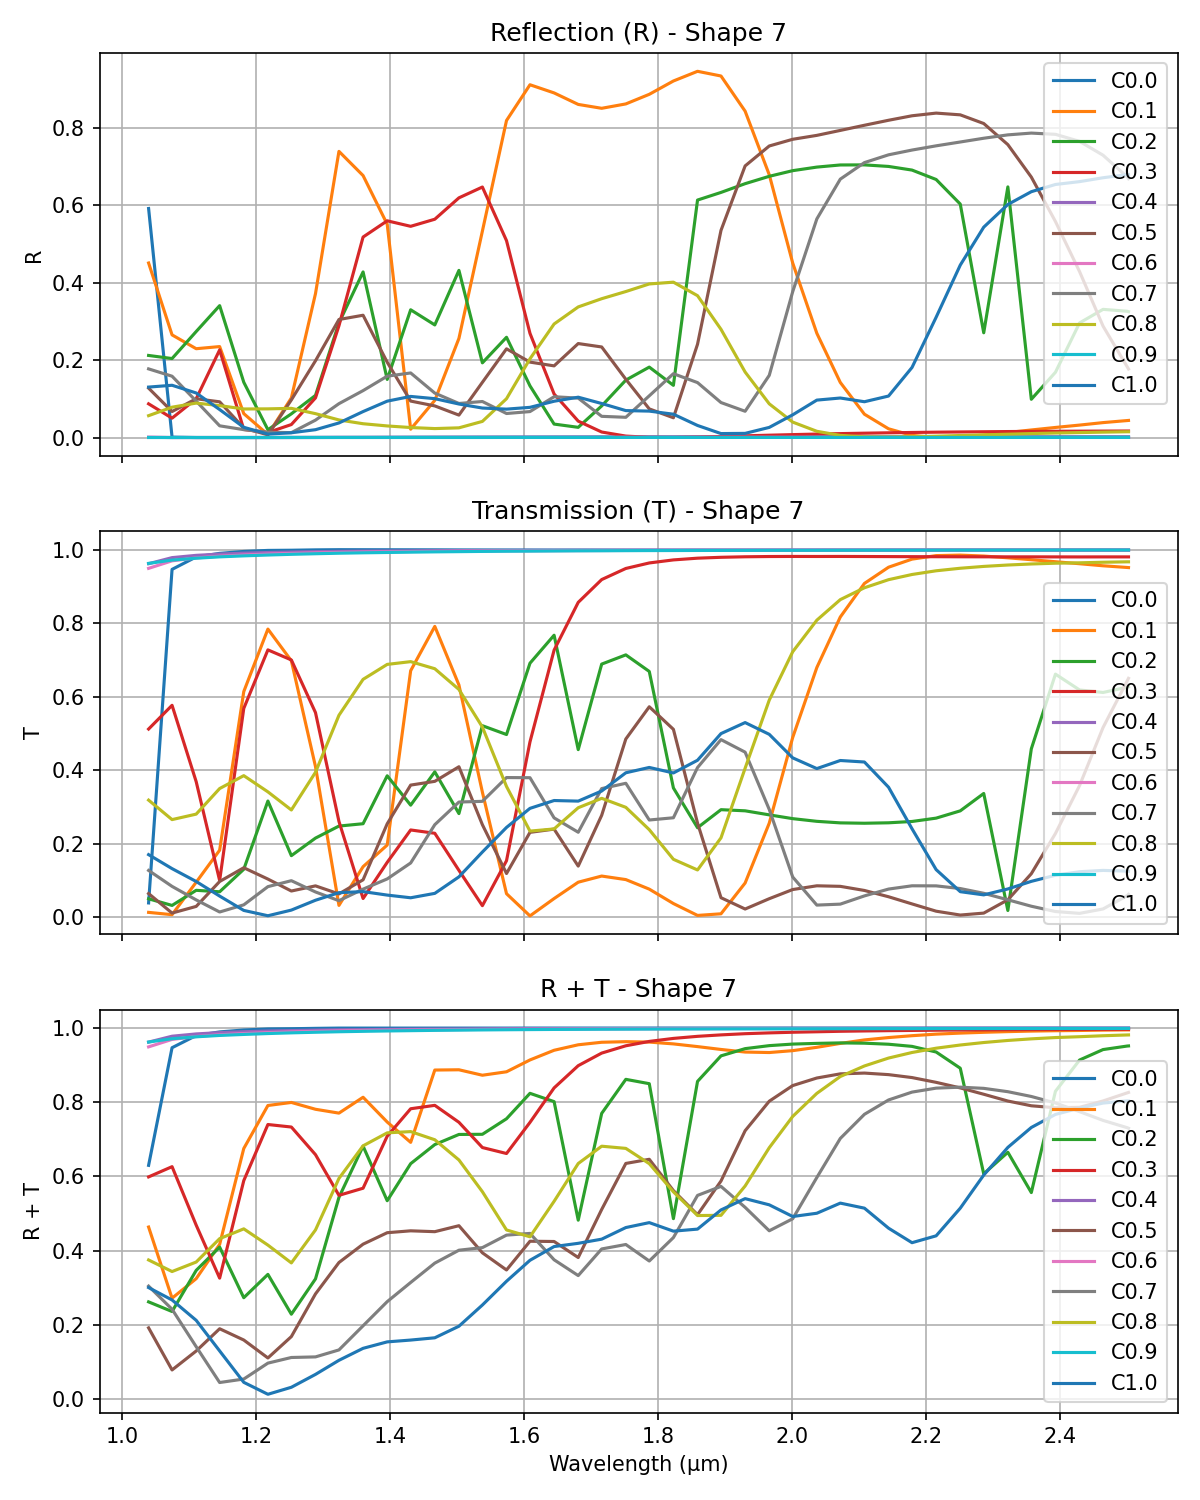 Reflection (R) - Shape 7
R
0.8
0.6
0.4
0.2
0.0
C0.0
C0.1
C0.2
C0.3
C0.4
C0.5
C0.6
C0.7
C0.8
C0.9
C1.0
Transmission (T) - Shape 7
T
1.0
0.8
0.6
0.4
0.2
0.0
C0.0
C0.1
C0.2
C0.3
C0.4
C0.5
C0.6
C0.7
C0.8
C0.9
C1.0
R + T - Shape 7
R + T
1.0
0.8
0.6
0.4
0.2
0.0
C0.0
C0.1
C0.2
C0.3
C0.4
C0.5
C0.6
C0.7
C0.8
C0.9
C1.0
1.0 1.2 1.4 1.6 1.8 2.0 2.2 2.4
Wavelength (μm)